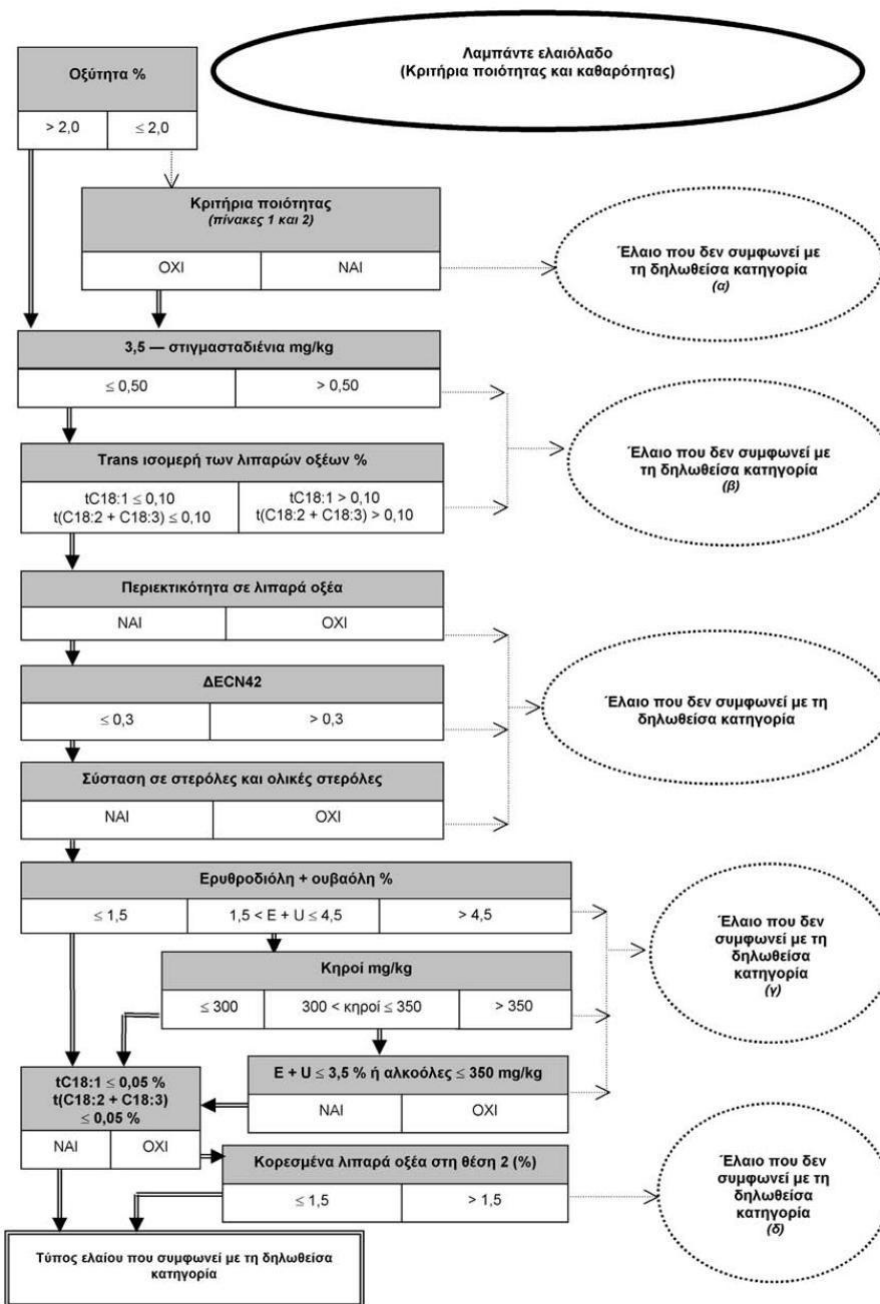 Λαμπάντε ελαιόλαδο
(Κριτήρια ποιότητας και καθαρότητας)
Οξύτητα %
> 2,0
≤ 2,0
Κριτήρια ποιότητας
(πίνακες 1 και 2)
ΟΧΙ
ΝΑΙ
Έλαιο που δεν συμφωνεί με
τη δηλωθείσα κατηγορία
(α)
3,5 — στιγμασταδιένια mg/kg
≤ 0,50
> 0,50
Trans ισομερή των λιπαρών οξέων %
tC18:1 ≤ 0,10
t(C18:2 + C18:3) ≤ 0,10
tC18:1 > 0,10
t(C18:2 + C18:3) > 0,10
Έλαιο που δεν συμφωνεί με
τη δηλωθείσα κατηγορία
(β)
Περιεκτικότητα σε λιπαρά οξέα
ΝΑΙ
ΟΧΙ
ΔECN42
≤ 0,3
> 0,3
Έλαιο που δεν συμφωνεί με τη
δηλωθείσα κατηγορία
Σύσταση σε στερόλες και ολικές στερόλες
ΝΑΙ
ΟΧΙ
Ερυθροδιόλη + ουβαόλη %
≤ 1,5
1,5 < E + U ≤ 4,5
> 4,5
Κηροί mg/kg
≤ 300
300 < κηροί ≤ 350
> 350
Έλαιο που δεν
συμφωνεί με τη
δηλωθείσα
κατηγορία
(γ)
E + U ≤ 3,5 % ή αλκοόλες ≤ 350 mg/kg
ΝΑΙ
ΟΧΙ
tC18:1 ≤ 0,05 %
t(C18:2 + C18:3)
≤ 0,05 %
ΝΑΙ
ΟΧΙ
Κορεσμένα λιπαρά οξέα στη θέση 2 (%)
≤ 1,5
> 1,5
Έλαιο που δεν
συμφωνεί με τη
δηλωθείσα
κατηγορία
(δ)
Τύπος ελαίου που συμφωνεί με τη δηλωθείσα
κατηγορία